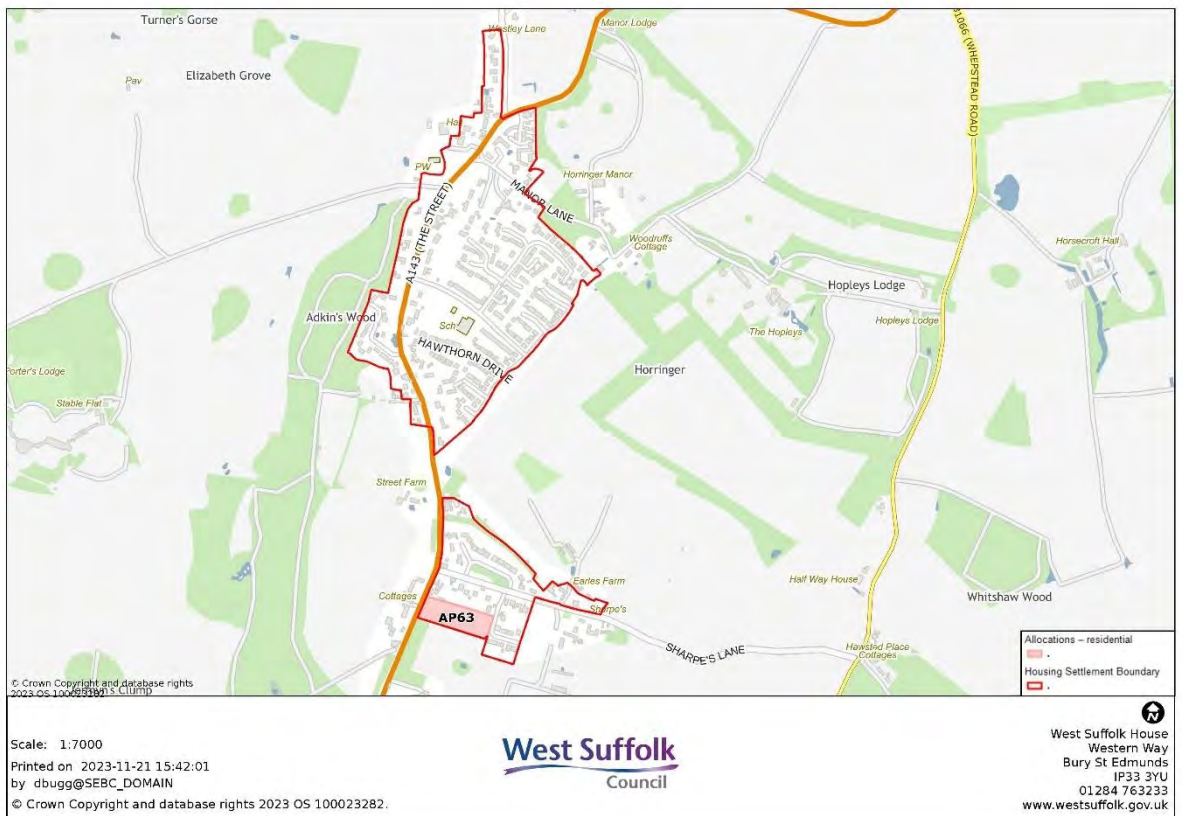 Turner's Gorse
Elizabeth Grove
Pav
Westley Lane
Manor Lodge
B1066 (WHEPSTEAD ROAD)
Hall
PW
Horringer Manor
MANOR LANE
A143 (THE STREET)
Woodruffs
Cottage
Horsecroft Hall
Hopleys Lodge
Hopleys Lodge
The Hopleys
Adkin's Wood
Sch
HAWTHORN DRIVE
Horringer
Porter's Lodge
Stable Flat
Street Farm
Earles Farm
Half Way House
Whitshaw Wood
Cottages
Sharpe's
AP63
SHARPE'S LANE
Hawsted Place
Cottages
Clump
Allocations – residential
.
Housing Settlement Boundary
.
© Crown Copyright and database rights
2023 OS 100023282
Scale: 1:7000
Printed on 2023-11-21 15:42:01
by dbugg@SEBC_DOMAIN
© Crown Copyright and database rights 2023 OS 100023282.
West Suffolk
Council
N
West Suffolk House
Western Way
Bury St Edmunds
IP33 3YU
01284 763233
www.westsuffolk.gov.uk